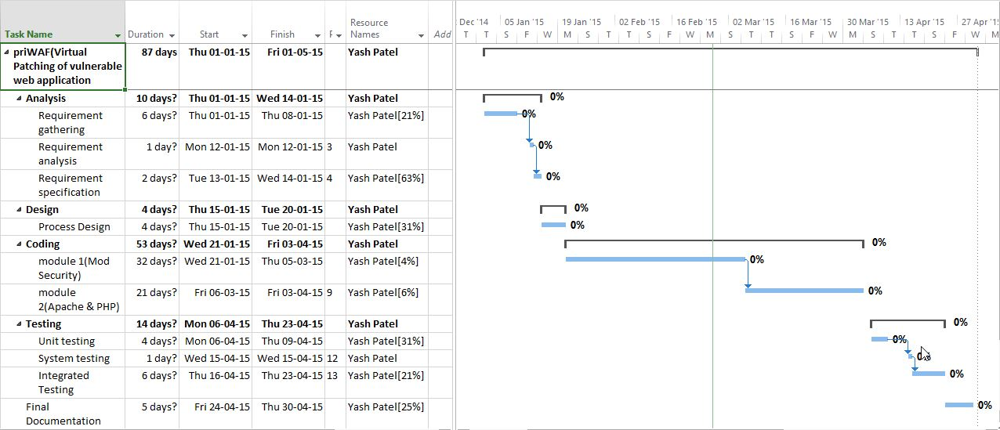 Dec '14 05 Jan '15 19 Jan '15 02 Feb '15 16 Feb '15 02 Mar '15 16 Mar '15 30 Mar '15 13 Apr '15 27 Apr '15
Task Name Duration Start Finish Resource Names Add
T T F S W M T F S W M T F S W M
priWAF(Virtual 87 days Thu 01-01-15 Fri 01-05-15 Yash Patel
Patching of vulnerable
web application
Analysis 10 days? Thu 01-01-15 Wed 14-01-15 Yash Patel 0%
Requirement 6 days? Thu 01-01-15 Thu 08-01-15 Yash Patel[21%] 0%
gathering
Requirement 1 day? Mon 12-01-15 Mon 12-01-15 3 Yash Patel 0%
analysis
Requirement 2 days? Tue 13-01-15 Wed 14-01-15 4 Yash Patel[63%] 0%
specification
Design 4 days? Thu 15-01-15 Tue 20-01-15 Yash Patel 0%
Process Design 4 days? Thu 15-01-15 Tue 20-01-15 Yash Patel[31%] 0%
Coding 53 days? Wed 21-01-15 Fri 03-04-15 Yash Patel 0%
module 1(Mod 32 days? Wed 21-01-15 Thu 05-03-15 Yash Patel[4%] 0%
Security)
module 21 days? Fri 06-03-15 Fri 03-04-15 9 Yash Patel[6%] 0%
2(Apache & PHP)
Testing 14 days? Mon 06-04-15 Thu 23-04-15 Yash Patel 0%
Unit testing 4 days? Mon 06-04-15 Thu 09-04-15 Yash Patel[31%] 0%
System testing 1 day? Wed 15-04-15 Wed 15-04-15 12 Yash Patel
Integrated 6 days? Thu 16-04-15 Thu 23-04-15 13 Yash Patel[21%] 0%
Testing
Final 5 days? Fri 24-04-15 Thu 30-04-15 Yash Patel[25%] 0%
Documentation